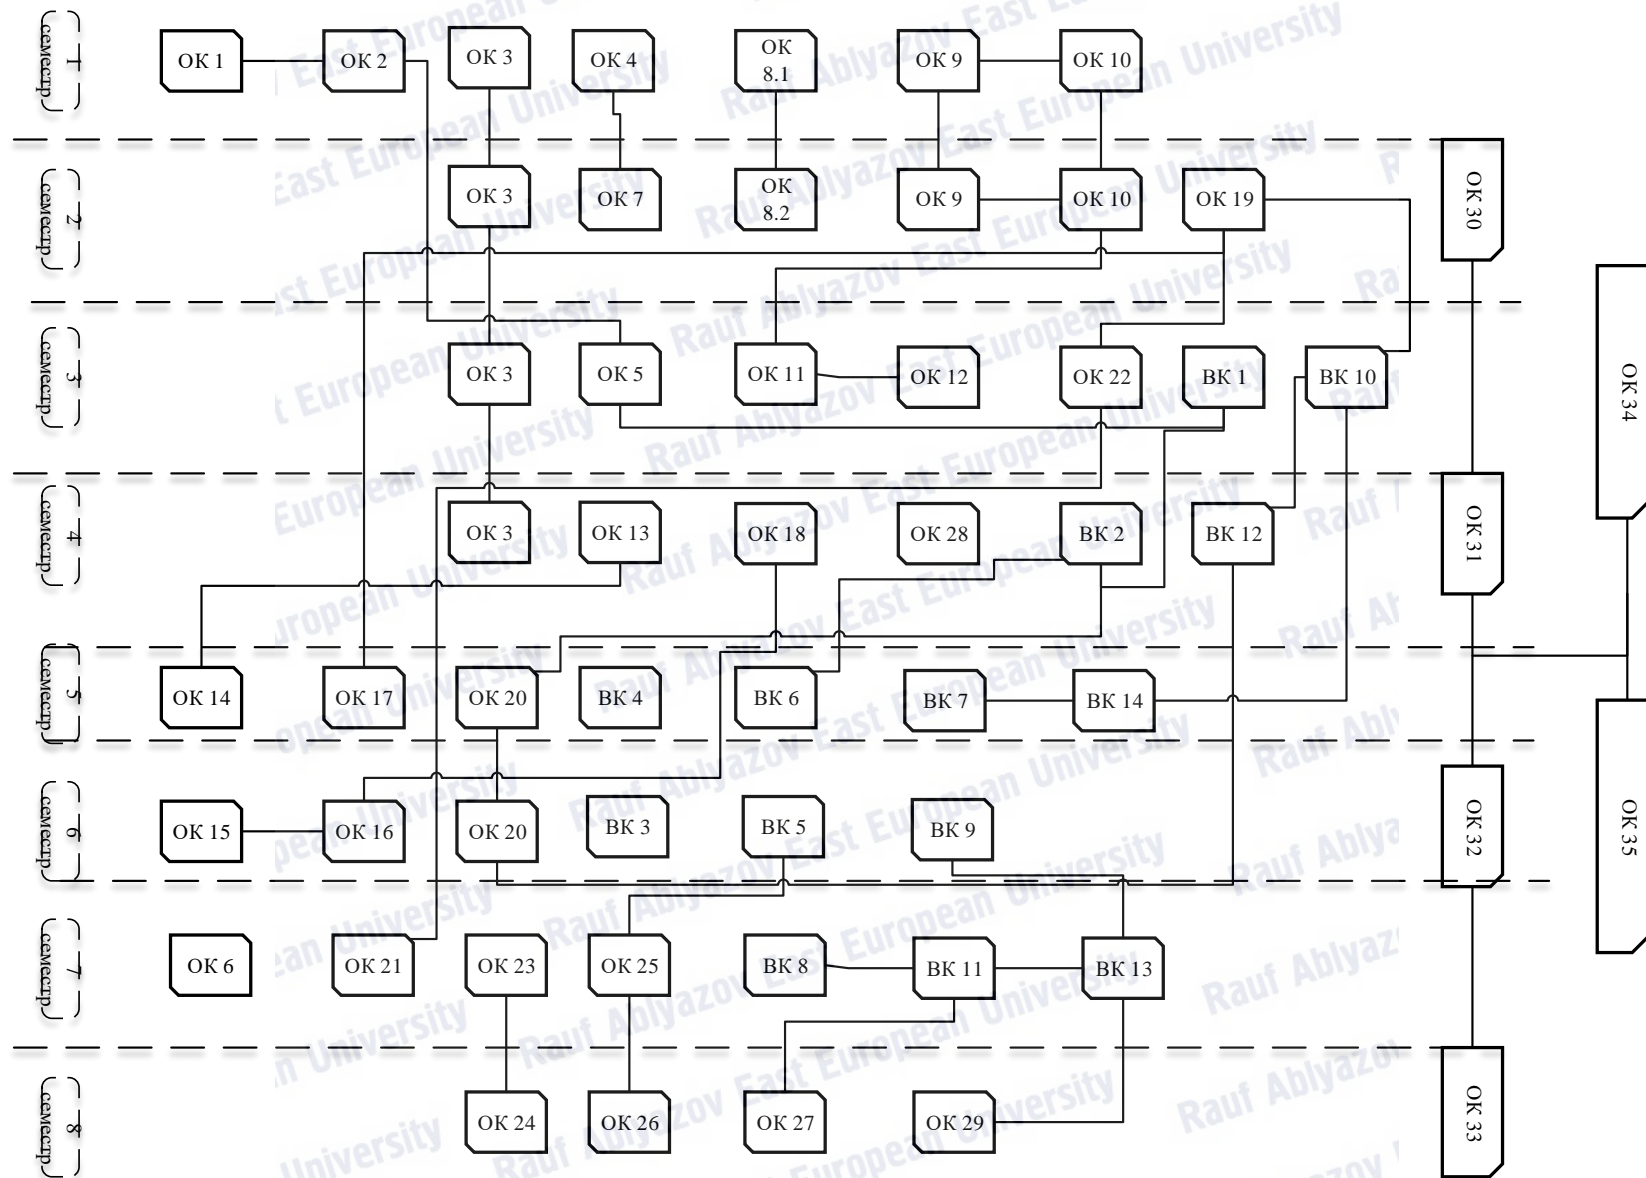 1 семестр
ОК 1
ОК 2
ОК 3
ОК 4
ОК
8.1
ОК 9
ОК 10
2 семестр
ОК 3
ОК 7
ОК
8.2
ОК 9
ОК 10
ОК 19
ОК 30
3 семестр
ОК 3
ОК 5
ОК 11
ОК 12
ОК 22
ВК 1
ВК 10
ОК 34
4 семестр
ОК 3
ОК 13
ОК 18
ОК 28
ВК 2
ВК 12
ОК 31
5 семестр
ОК 14
ОК 17
ОК 20
ВК 4
ВК 6
ВК 7
ВК 14
6 семестр
ОК 15
ОК 16
ОК 20
ВК 3
ВК 5
ВК 9
ОК 32
ОК 35
7 семестр
ОК 6
ОК 21
ОК 23
ОК 25
ВК 8
ВК 11
ВК 13
8 семестр
ОК 24
ОК 26
ОК 27
ОК 29
ОК 33
Rauf Ablyazov East European University